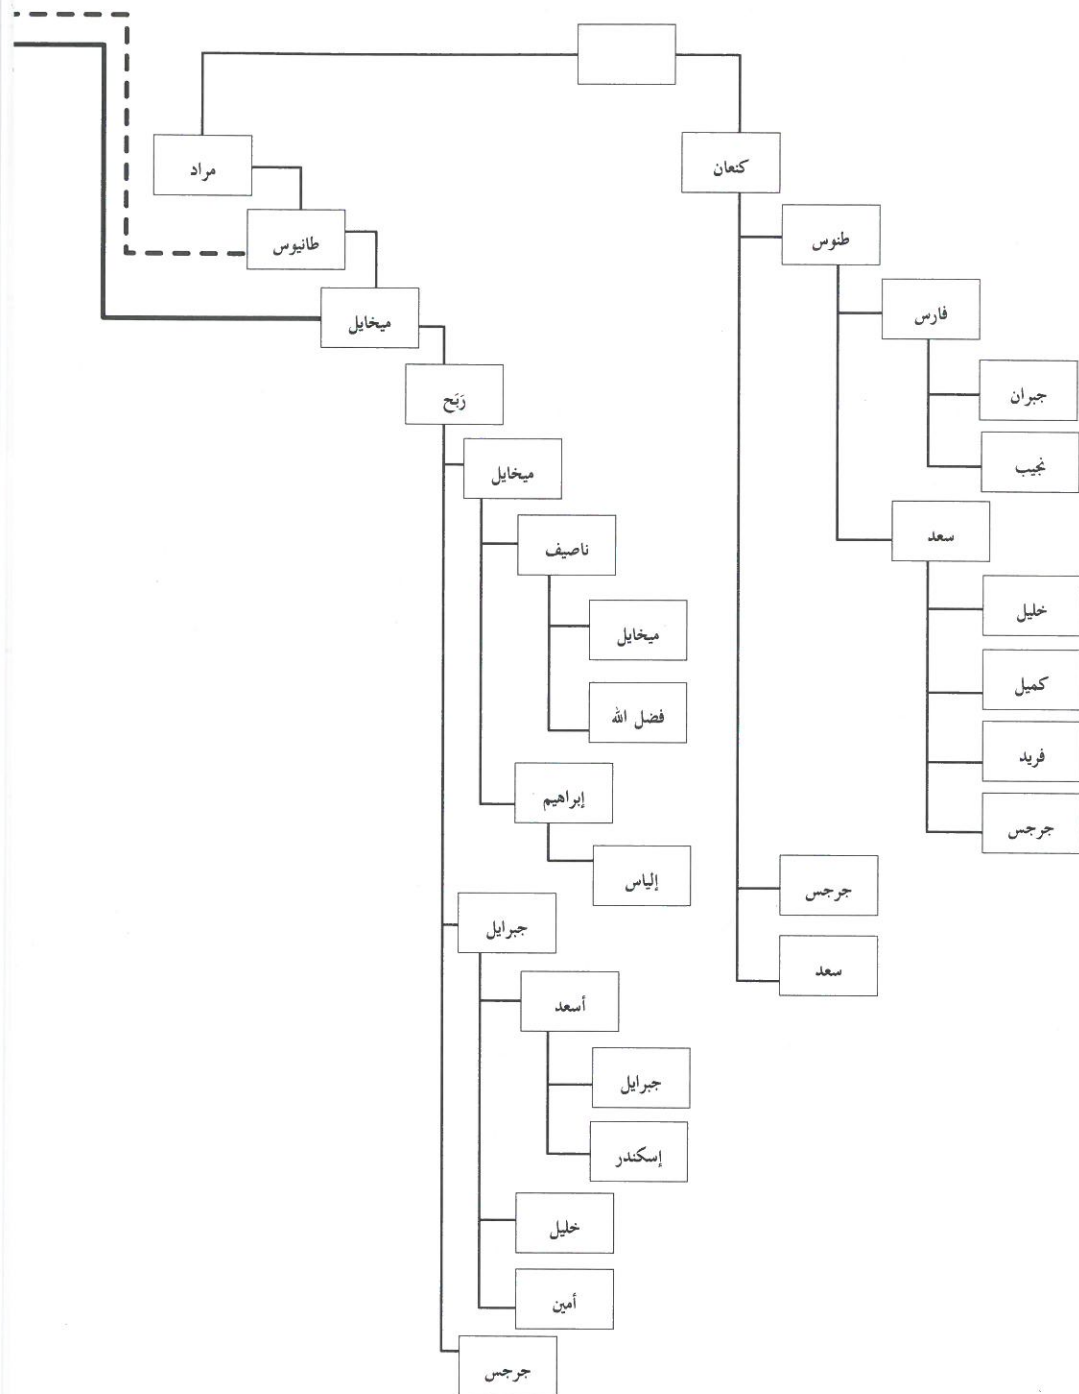 مراد
كنعان
طانيوس
طنوس
ميخايل
فارس
رَبَح
جبران
نجيب
ميخايل
سعد
ناصيف
خليل
ميخايل
كميل
فضل الله
فريد
إبراهيم
جرجس
إلياس
جرجس
جبرايل
سعد
أسعد
جبرايل
إسكندر
خليل
أمين
جرجس